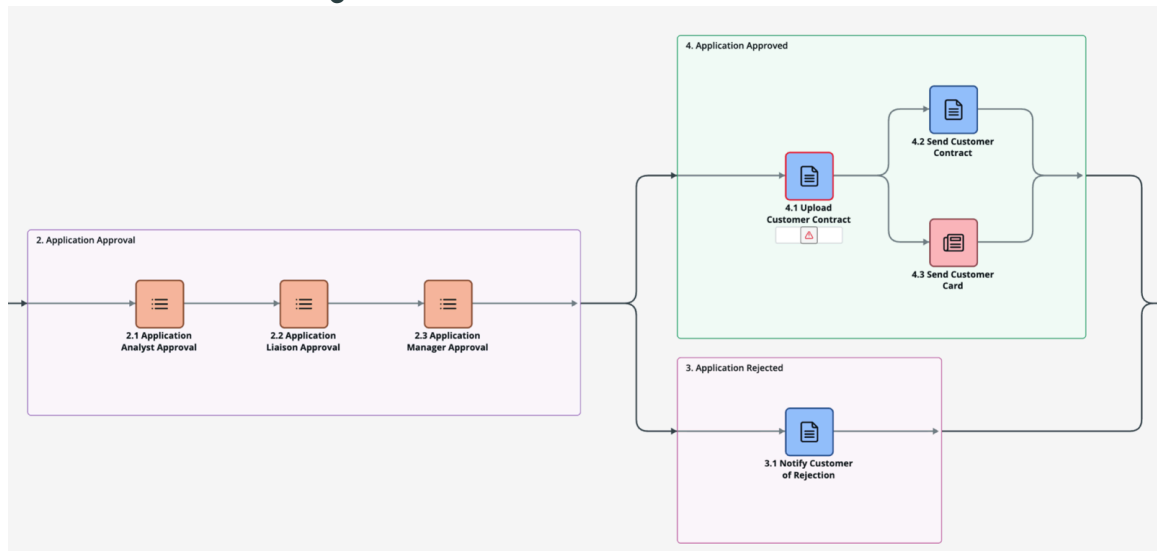 2. Application Approval
2.1 Application
Analyst Approval
2.2 Application
Liaison Approval
2.3 Application
Manager Approval
4. Application Approved
4.1 Upload
Customer Contract
4.2 Send Customer
Contract
4.3 Send Customer
Card
3. Application Rejected
3.1 Notify Customer
of Rejection